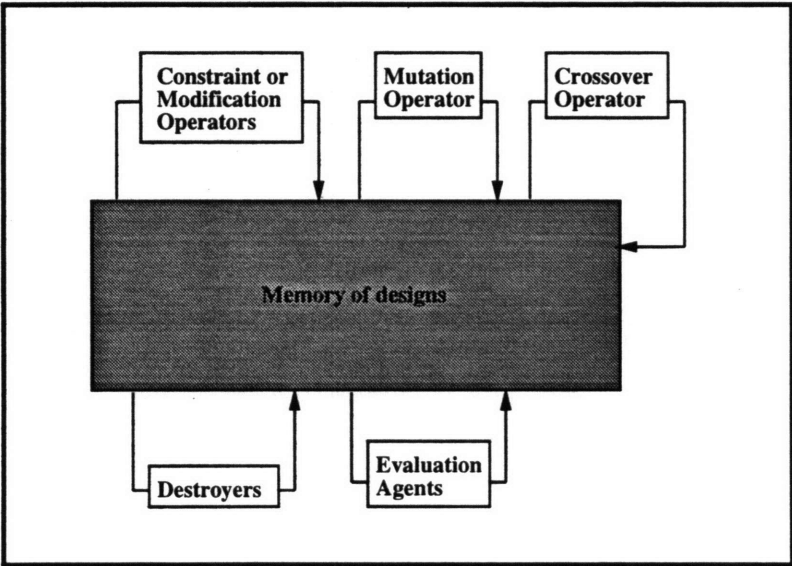 Constraint or
Modification
Operators
Mutation
Operator
Crossover
Operator
Memory of designs
Destroyers
Evaluation
Agents